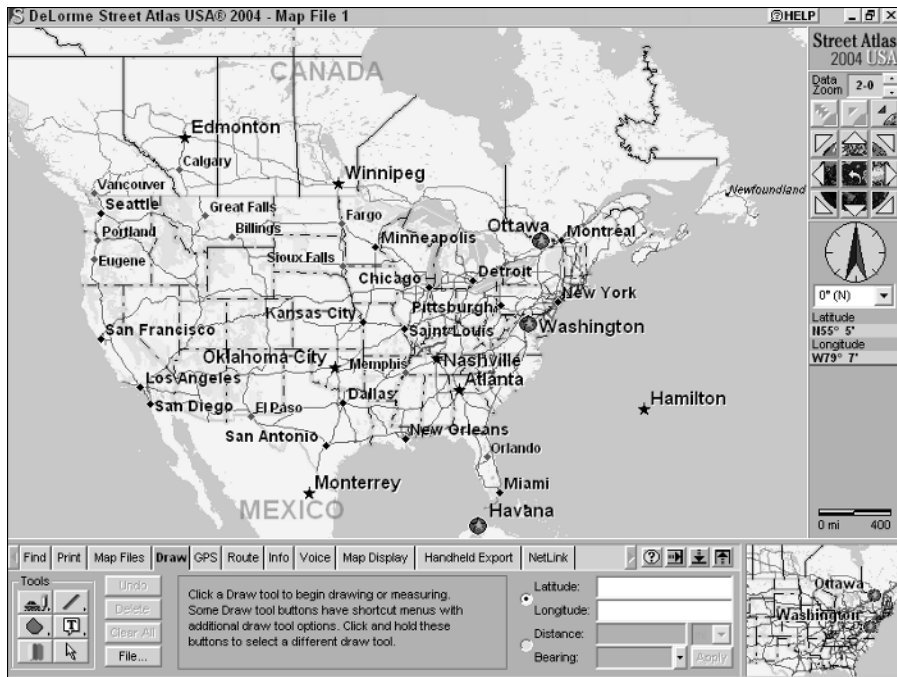 DeLorme Street Atlas USA® 2004 - Map File 1
HELP
CANADA
Edmonton
Calgary
Winnipeg
Vancouver
Seattle
Great Falls
Fargo
Newfoundland
Portland
Billings
Minneapolis
Ottawa
Montréal
Eugene
Sioux Falls
Chicago
Detroit
New York
Pittsburgh
Kansas City
San Francisco
Saint Louis
Washington
Oklahoma City
Memphis
Nashville
Los Angeles
Atlanta
Dallas
San Diego
El Paso
Hamilton
New Orleans
San Antonio
Orlando
Monterrey
Miami
MEXICO
Havana
Street Atlas
2004 USA
Data
Zoom
2-0
0° (N)
Latitude
N55° 5'
Longitude
W79° 7'
0 mi 400
Find Print Map Files Draw GPS Route Info Voice Map Display Handheld Export NetLink
Tools
Undo
Delete
Clear All
File...
Click a Draw tool to begin drawing or measuring.
Some Draw tool buttons have shortcut menus with
additional draw tool options. Click and hold these
buttons to select a different draw tool.
Latitude:
Longitude:
Distance:
Bearing:
Apply
Ottawa
Washington